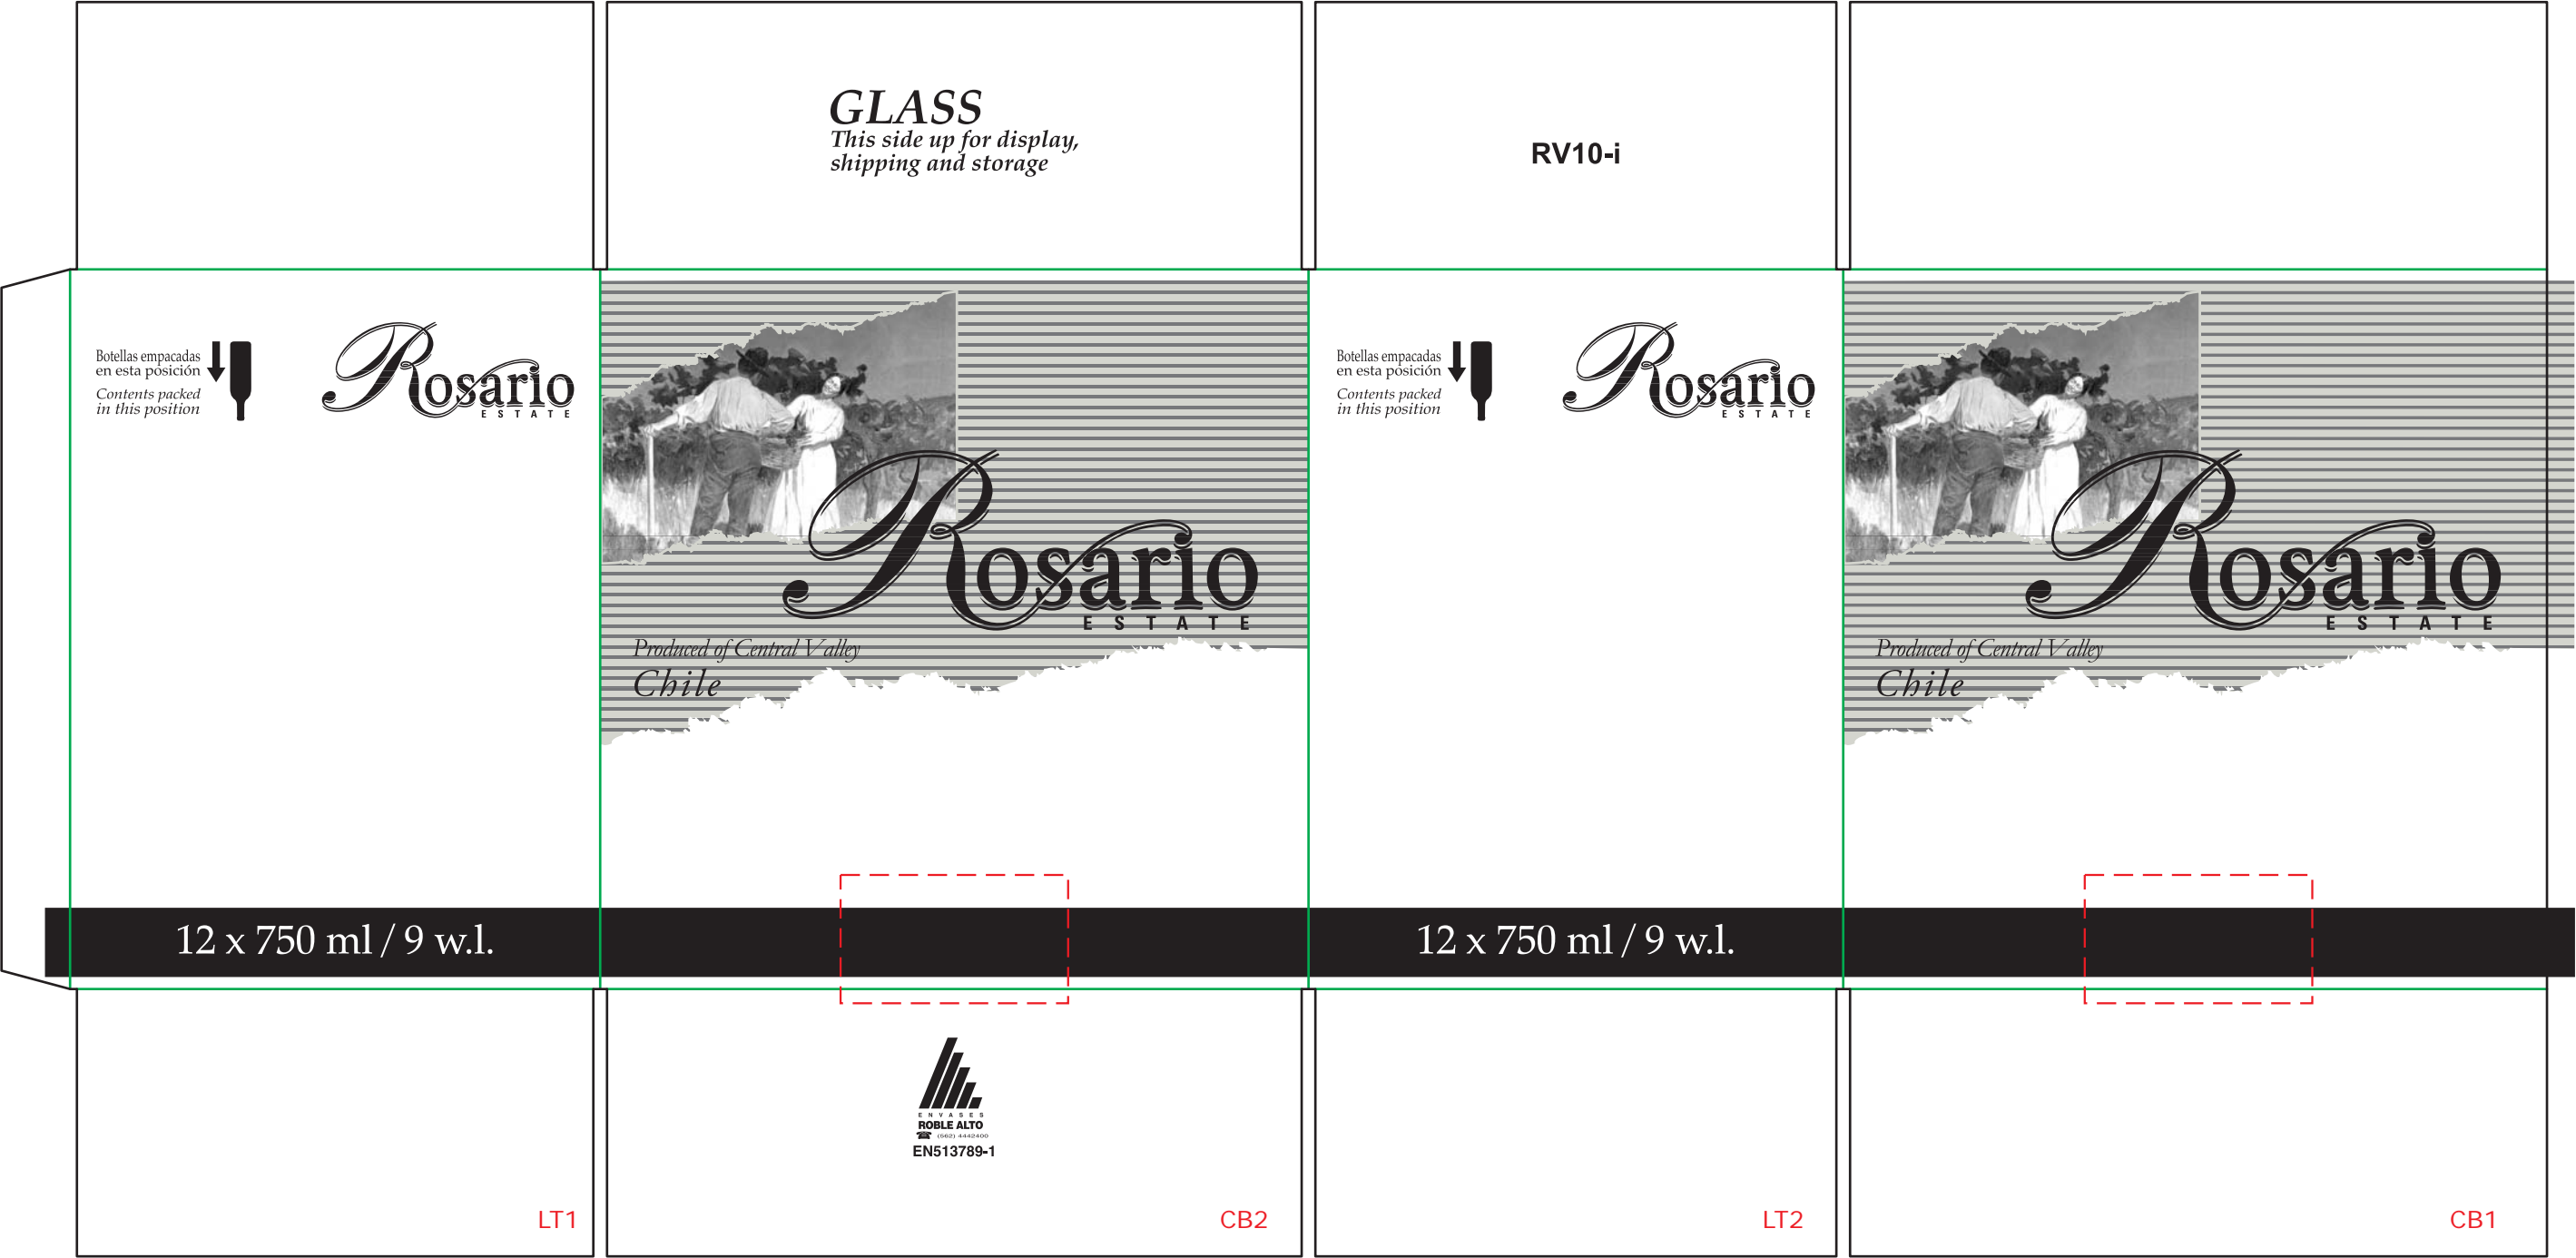 GLASS
This side up for display,
shipping and storage
RV10-i
Botellas empacadas
en esta posición
Contents packed
in this position
Rosario
ESTATE
Rosario
ESTATE
Produced of Central Valley
Chile
Botellas empacadas
en esta posición
Contents packed
in this position
Rosario
ESTATE
Rosario
ESTATE
Produced of Central Valley
Chile
12 x 750 ml / 9 w.l.
12 x 750 ml / 9 w.l.
ENVASES
ROBLE ALTO
☎ (562) 4442400
EN513789-1
LT1
CB2
LT2
CB1